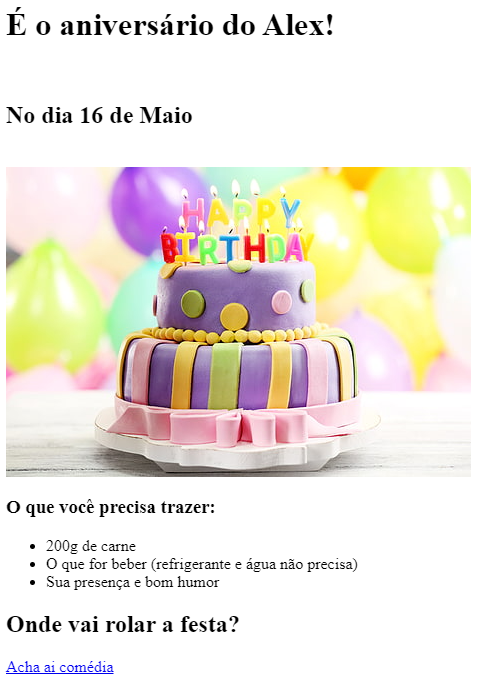 É o aniversário do Alex!
No dia 16 de Maio
HAPPY
BIRTHDAY
O que você precisa trazer:
200g de carne
O que for beber (refrigerante e água não precisa)
Sua presença e bom humor
Onde vai rolar a festa?
Acha ai comédia